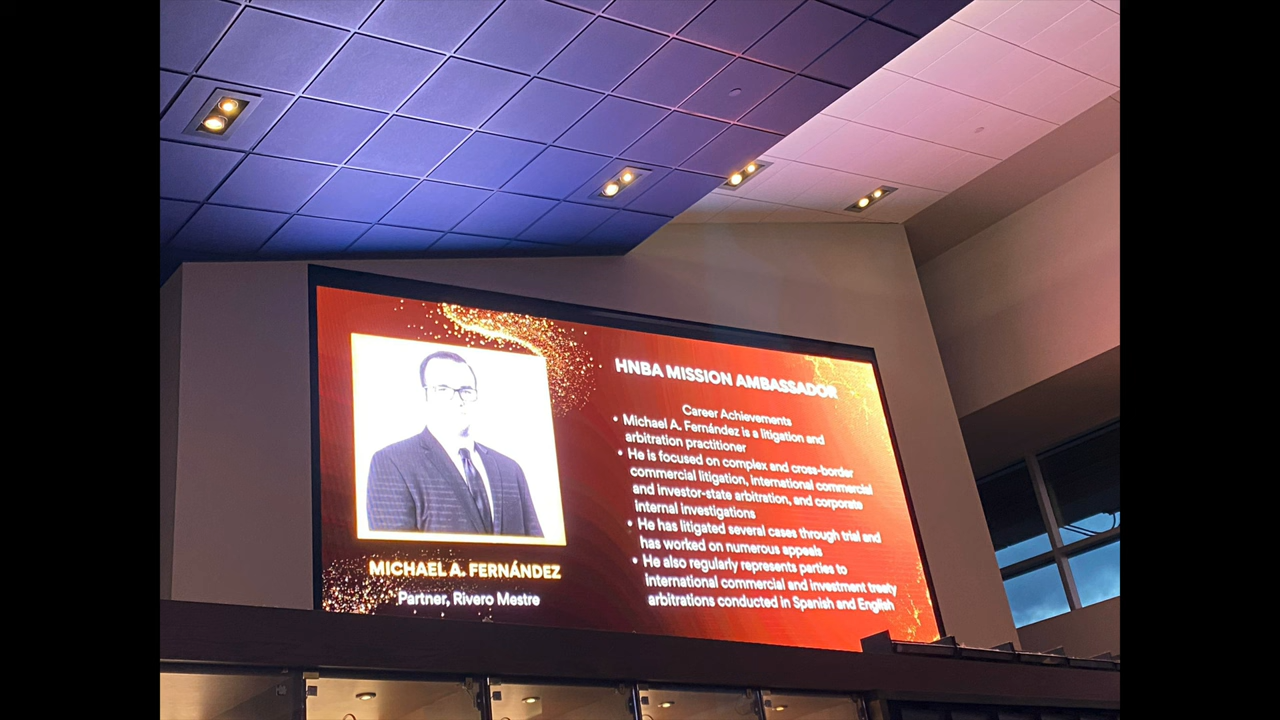 HNBA MISSION AMBASSADOR
Career Achievements
• Michael A. Fernández is a litigation and
arbitration practitioner
• He is focused on complex and cross-border
commercial litigation, international commercial
and investor-state arbitration, and corporate
internal investigations
• He has litigated several cases through trial and
has worked on numerous appeals
• He also regularly represents parties to
international commercial and investment treaty
arbitrations conducted in Spanish and English
MICHAEL A. FERNÁNDEZ
Partner, Rivero Mestre